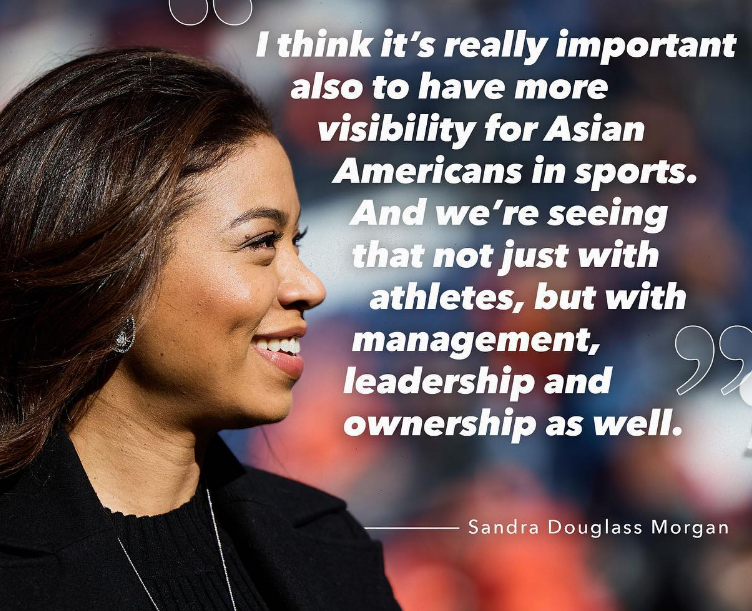 I think it's really important
also to have more
visibility for Asian
Americans in sports.
And we're seeing
that not just with
athletes, but with
management,
leadership and
ownership as well.
Sandra Douglass Morgan